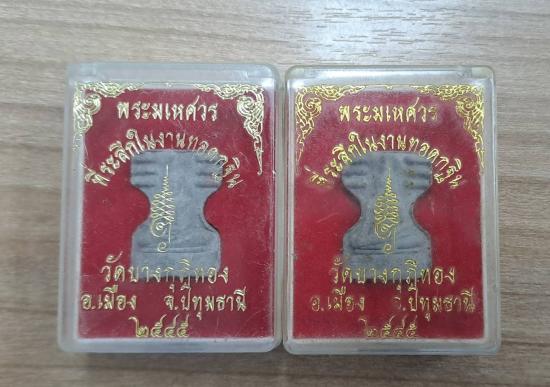 พระมเหศวร
ที่ระลึกในงานทอดกฐิน
วัดบางกุฎีทอง
อ.เมือง จ.ปทุมธานี
๒๕๔๕
พระมเหศวร
ที่ระลึกในงานทอดกฐิน
วัดบางกุฎีทอง
อ.เมือง จ.ปทุมธานี
๒๕๔๕